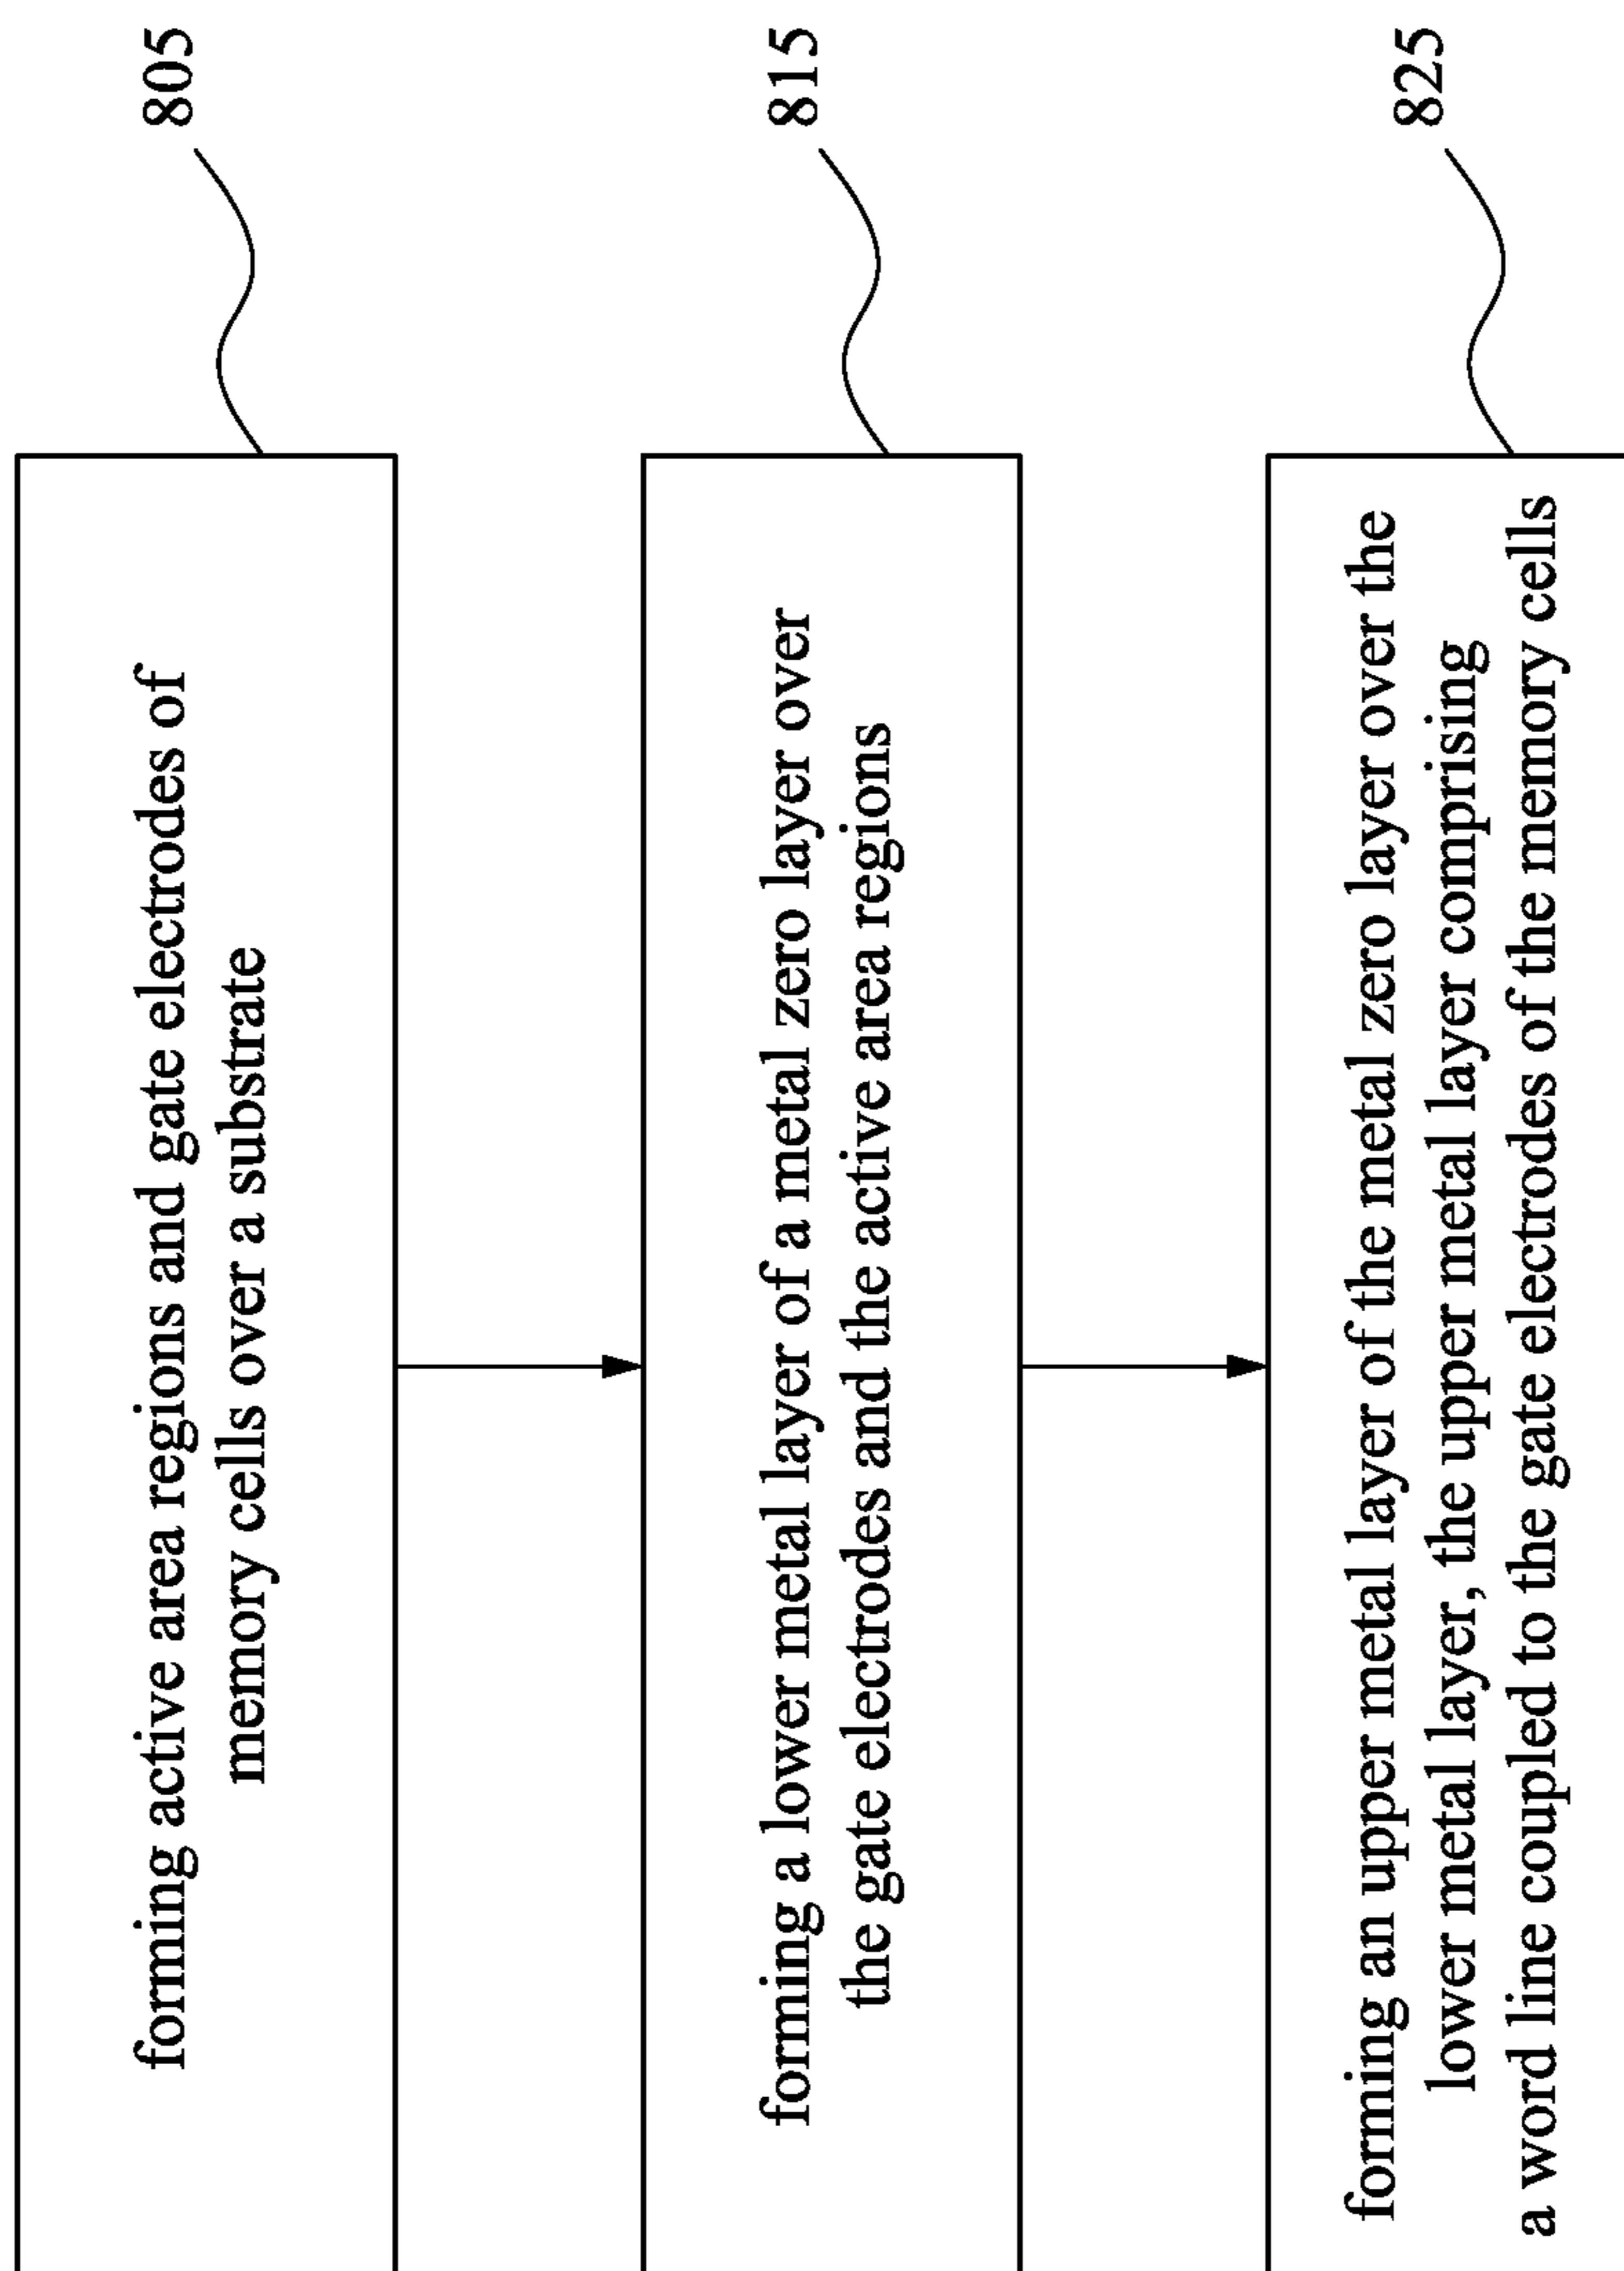 forming active area regions and gate electrodes of
memory cells over a substrate
805
forming a lower metal layer of a metal zero layer over
the gate electrodes and the active area regions
815
forming an upper metal layer of the metal zero layer over the
lower metal layer, the upper metal layer comprising
a word line coupled to the gate electrodes of the memory cells
825